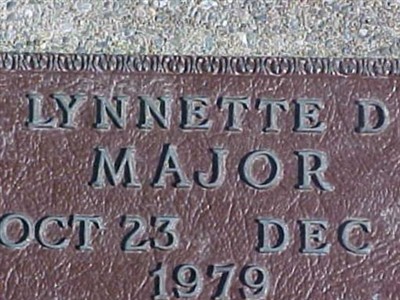 LYNNETTE D
MAJOR
OCT 23 DEC
1979